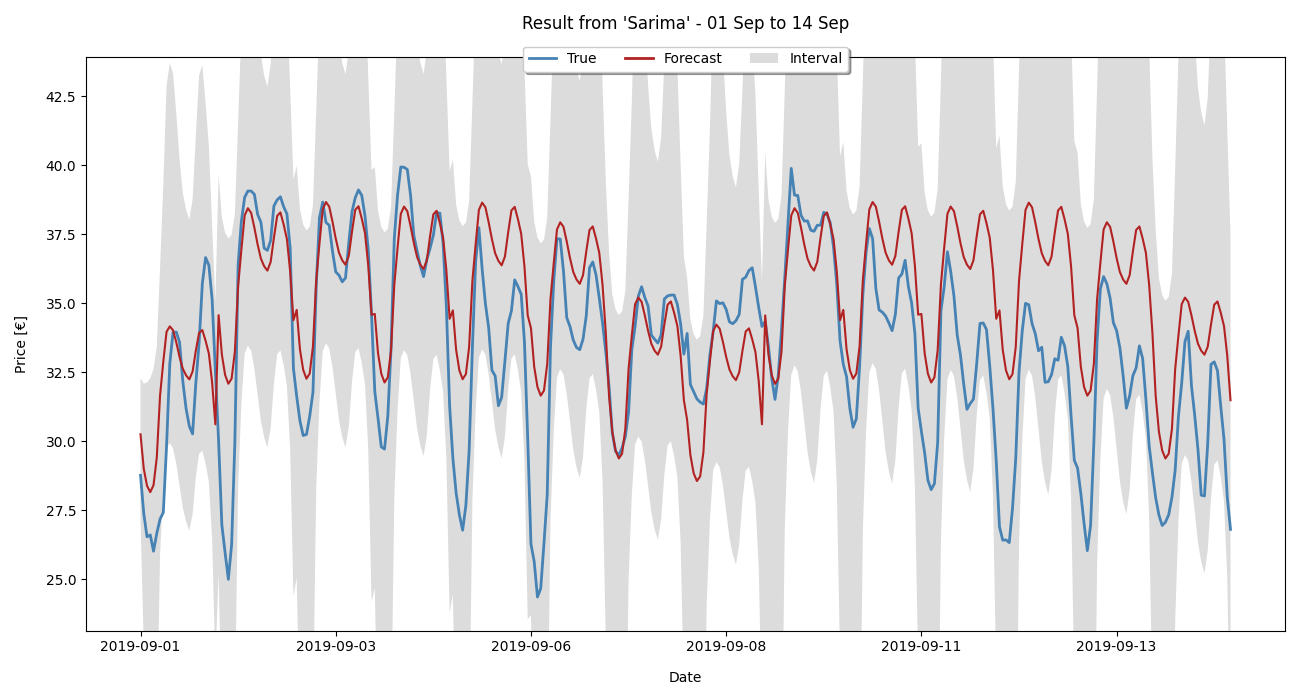 Result from 'Sarima' - 01 Sep to 14 Sep
True Forecast Interval
42.5
40.0
37.5
35.0
32.5
30.0
27.5
25.0
Price [€]
2019-09-01 2019-09-03 2019-09-06 2019-09-08 2019-09-11 2019-09-13
Date